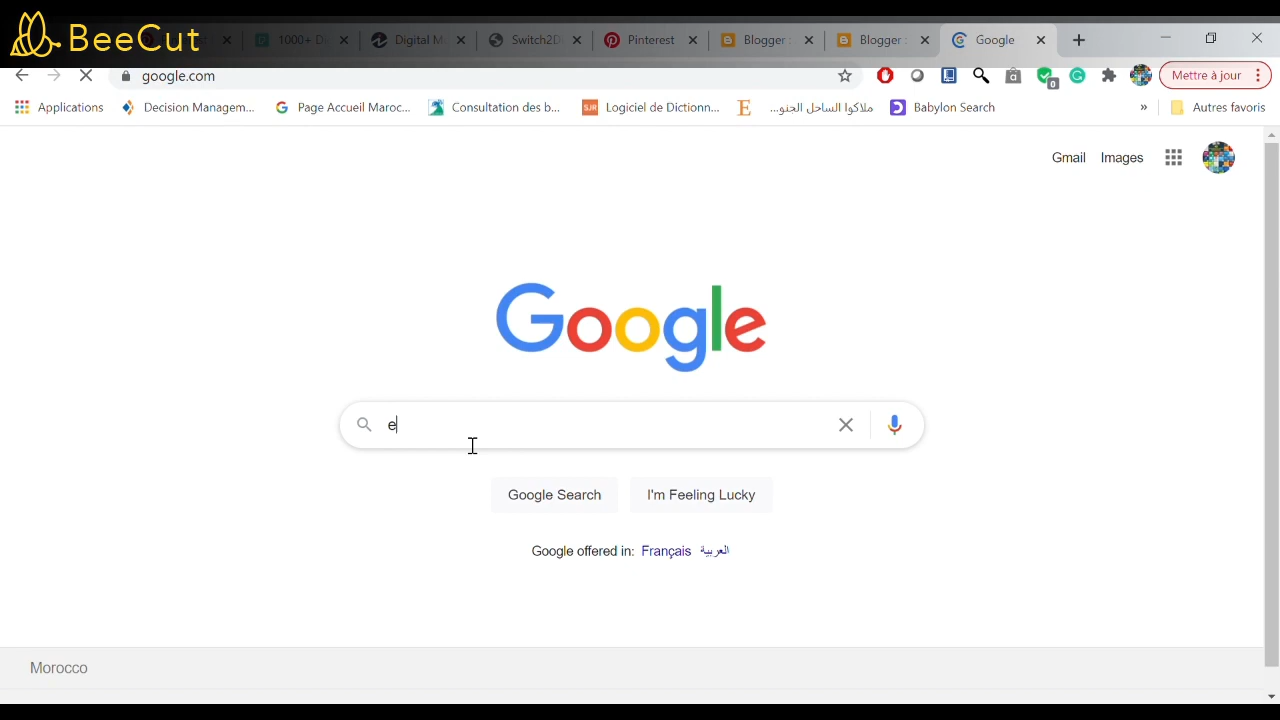 BeeCut
1000+ D
Digital M
Switch2D
Pinterest
Blogger :
Blogger :
Google
google.com
Mettre à jour
0
Applications
Decision Managem...
Page Accueil Maroc...
Consultation des b...
SJR
Logiciel de Dictionn...
E
ملاكوا الساحل الجنو...
Babylon Search
»
Autres favoris
Gmail
Images
Google
e
Google Search
I'm Feeling Lucky
Google offered in: Français العربية
Morocco